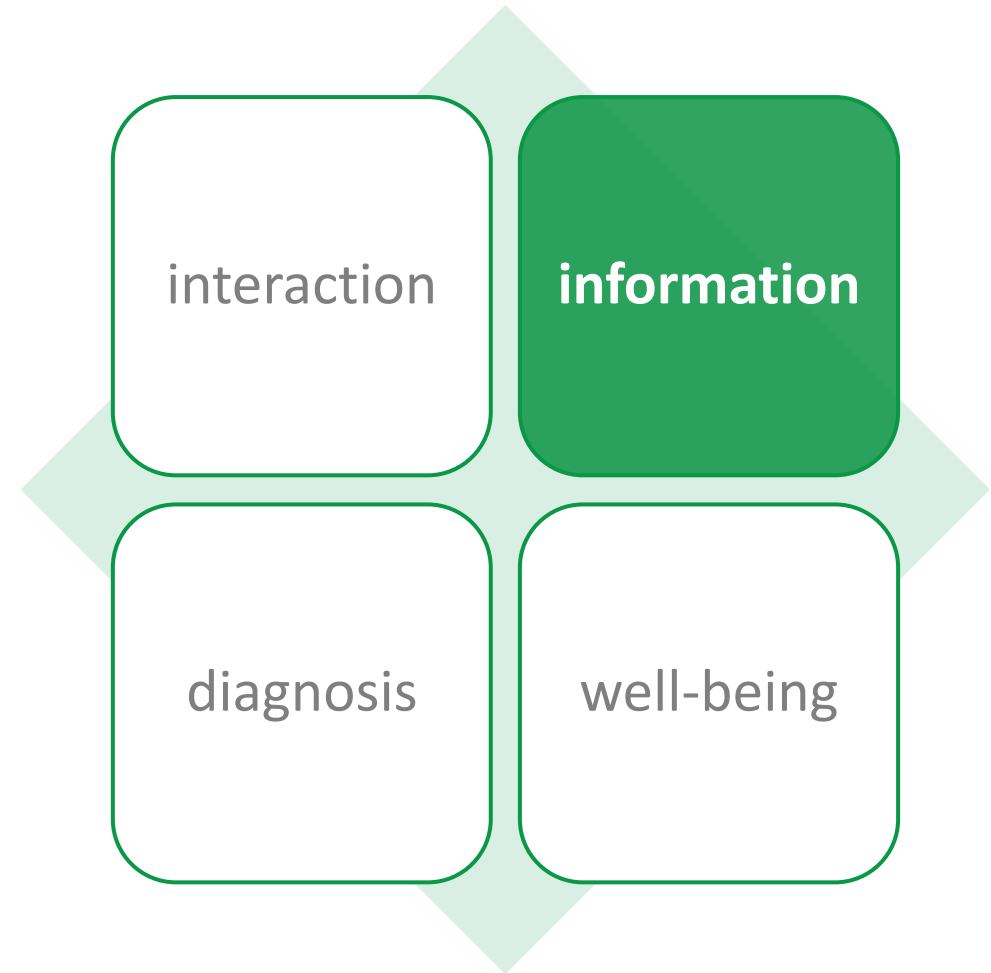 interaction
information
diagnosis
well-being